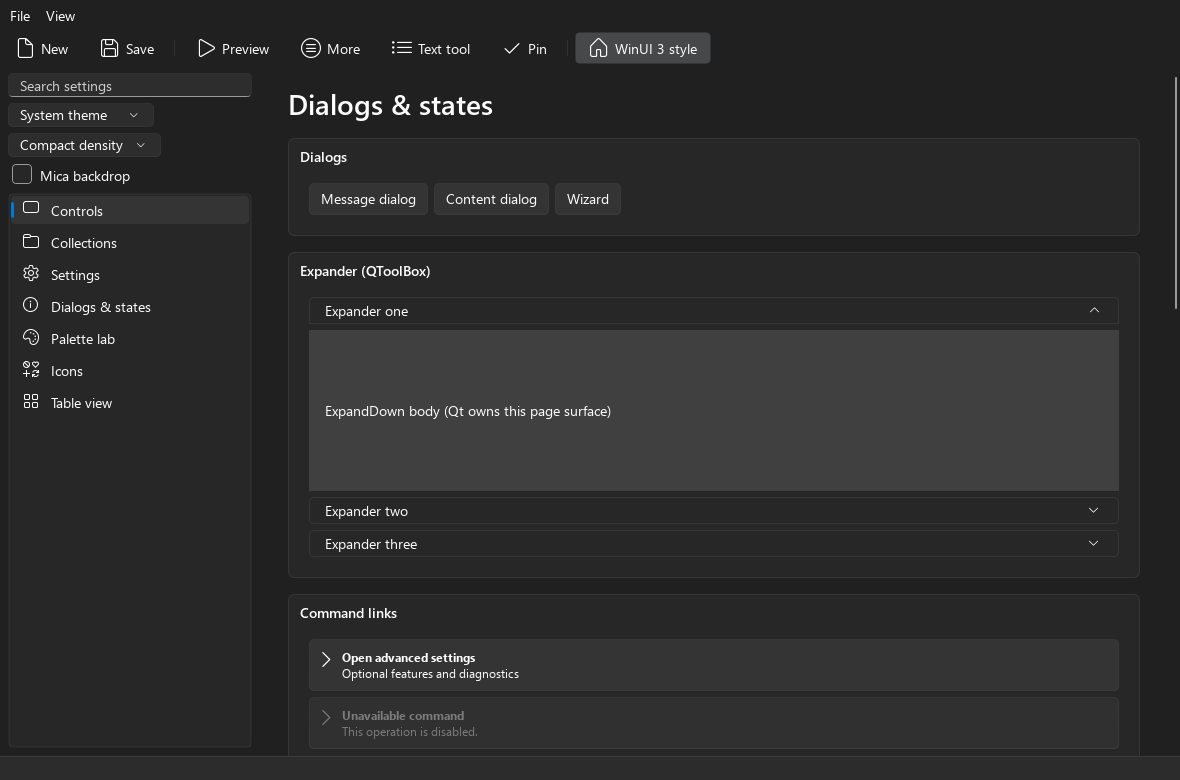 File View
New Save Preview More Text tool Pin WinUI 3 style
Search settings
System theme
Compact density
Mica backdrop
Controls
Collections
Settings
Dialogs & states
Palette lab
Icons
Table view
Dialogs & states
Dialogs
Message dialog Content dialog Wizard
Expander (QToolBox)
Expander one
ExpandDown body (Qt owns this page surface)
Expander two
Expander three
Command links
Open advanced settings
Optional features and diagnostics
Unavailable command
This operation is disabled.